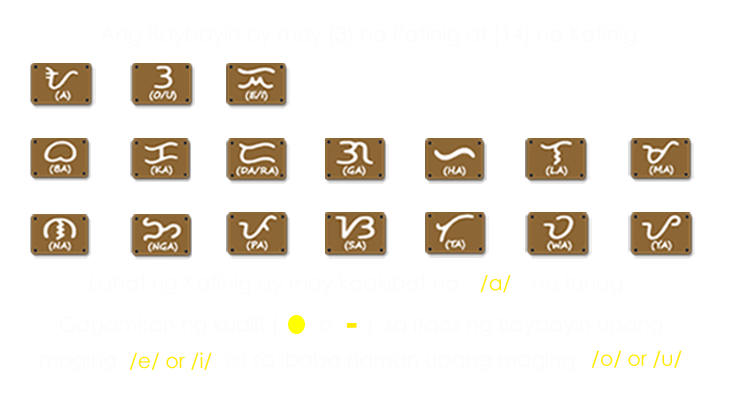 Ang Baybayin ay may (3) na Patinig at (14) na Katinig
ᜀ ᜂ ᜁ
(A) (O/U) (E/I)
ᜊ ᜃ ᜇ ᜄ ᜑ ᜎ ᜋ
(BA) (KA) (DA/RA) (GA) (HA) (LA) (MA)
ᜈ ᜅ ᜉ ᜐ ᜆ ᜏ ᜌ
(NA) (NGA) (PA) (SA) (TA) (WA) (YA)
Lahat ng Katinig ay may kaakibat na /a/ na tunog
Gagamitan ng kudlit ( ● o - ) sa itaas ng Baybayin upang
maging /e/ or /i/ at sa ibaba naman upang maging /o/ or /u/